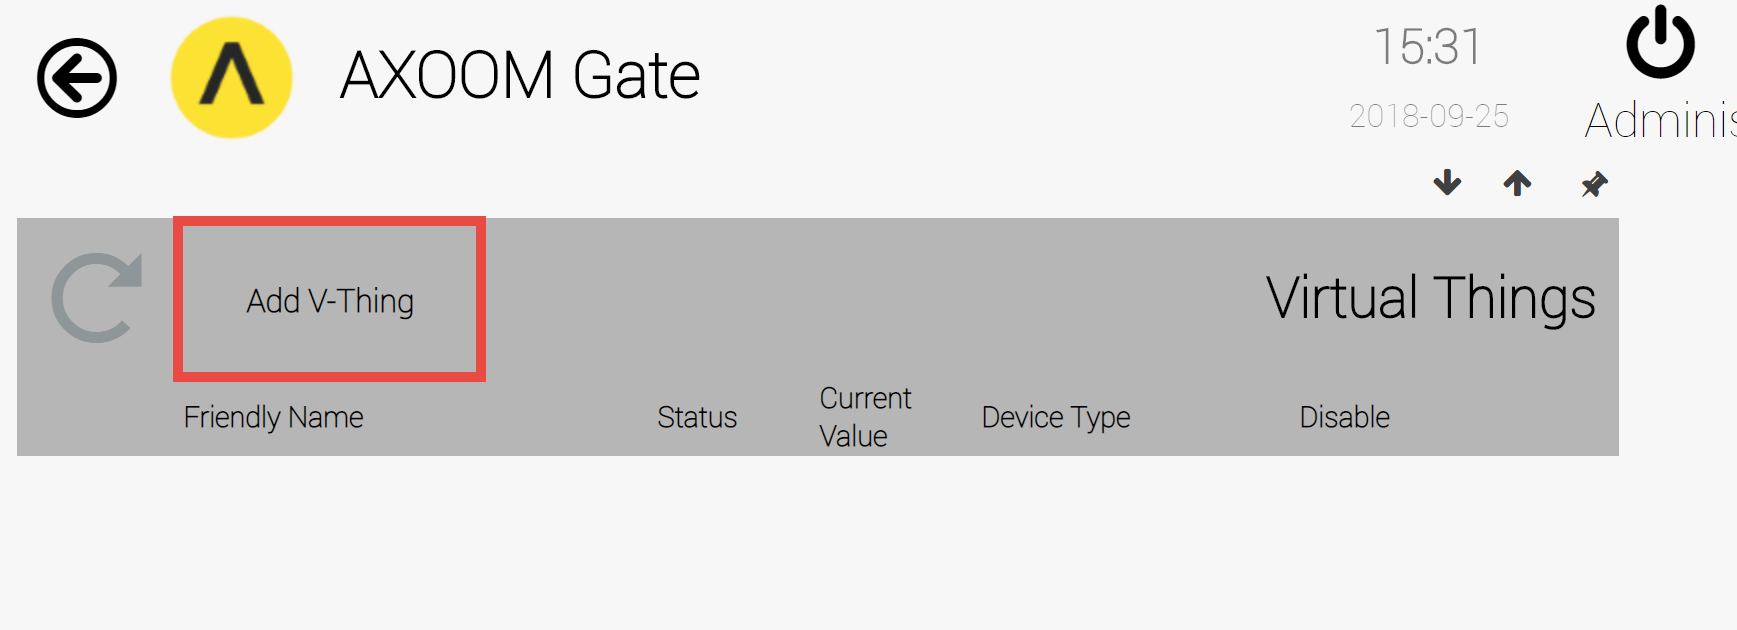 AXOOM Gate
15:31
2018-09-25
Adminis
Add V-Thing
Virtual Things
Friendly Name
Status
Current
Value
Device Type
Disable